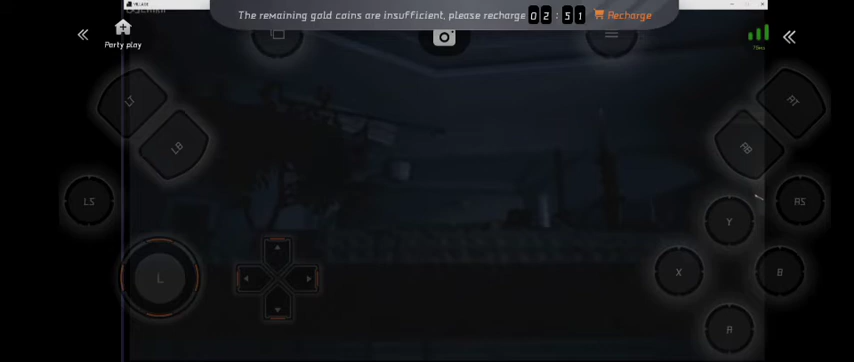 The remaining gold coins are insufficient, please recharge 02:51 Recharge
Party play
LT
RT
LB
RB
LS
RS
Y
L
X
B
A